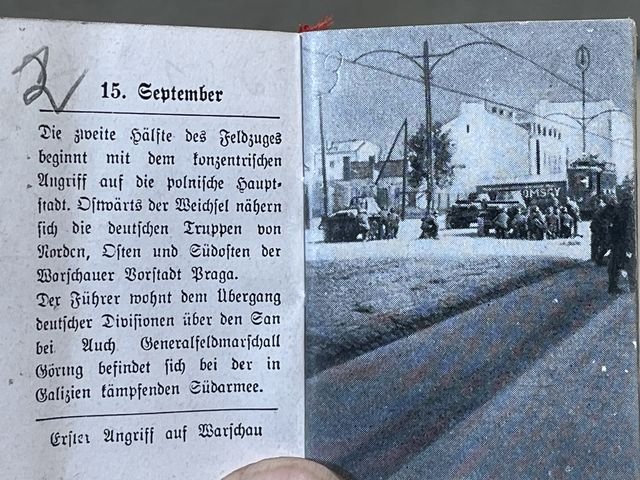 2
15. September
Die zweite Hälfte des Feldzuges
beginnt mit dem konzentrischen
Angriff auf die polnische Haupt-
stadt. Ostwärts der Weichsel nähern
sich die deutschen Truppen von
Norden, Osten und Südosten der
Warschauer Vorstadt Praga.
Der Führer wohnt dem Übergang
deutscher Divisionen über den San
bei Auch Generalfeldmarschall
Göring befindet sich bei der in
Galizien kämpfenden Südarmee.
Erster Angriff auf Warschau